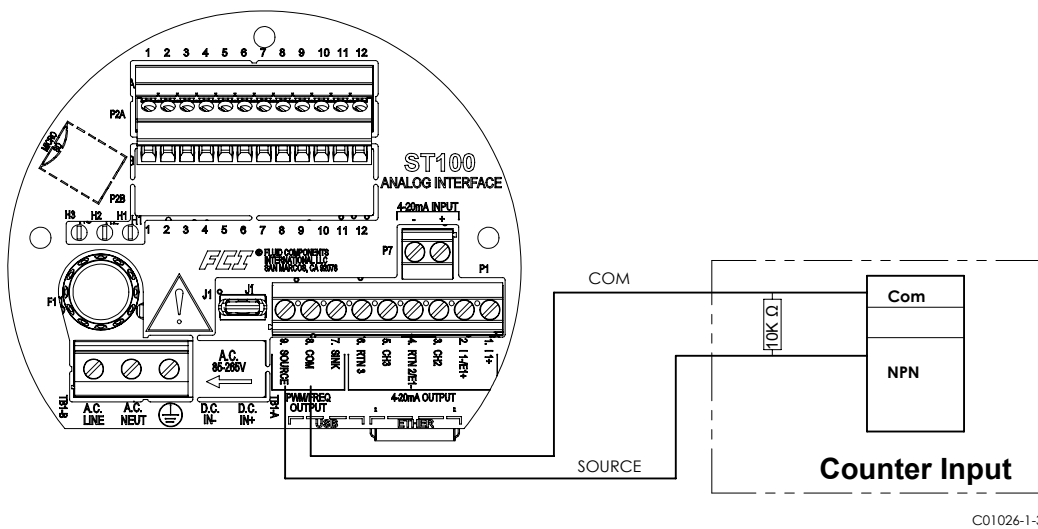 1 2 3 4 5 6 7 8 9 10 11 12
P2A
MICRO
P2B
ST100
ANALOG INTERFACE
4-20mA INPUT
- +
H3 H2 H1
1 2 3 4 5 6 7 8 9 10 11 12
P7
P1
FCI
© FLUID COMPONENTS
INTERNATIONAL LLC
SAN MARCOS, CA 92078
F1
J1
J1
A.C.
85-265V
9. SOURCE
8. COM
7. SINK
6. RTN 3
5. CH3
4. RTN 2/E1-
3. CH2
2. I 1-/E1+
1. I 1+
PWM/FREQ
OUTPUT
4-20mA OUTPUT
TB1-B
A.C.
LINE
A.C.
NEUT
D.C.
IN-
D.C.
IN+
TB1-A
USB
ETHER
COM
SOURCE
10K Ω
Com
NPN
Counter Input